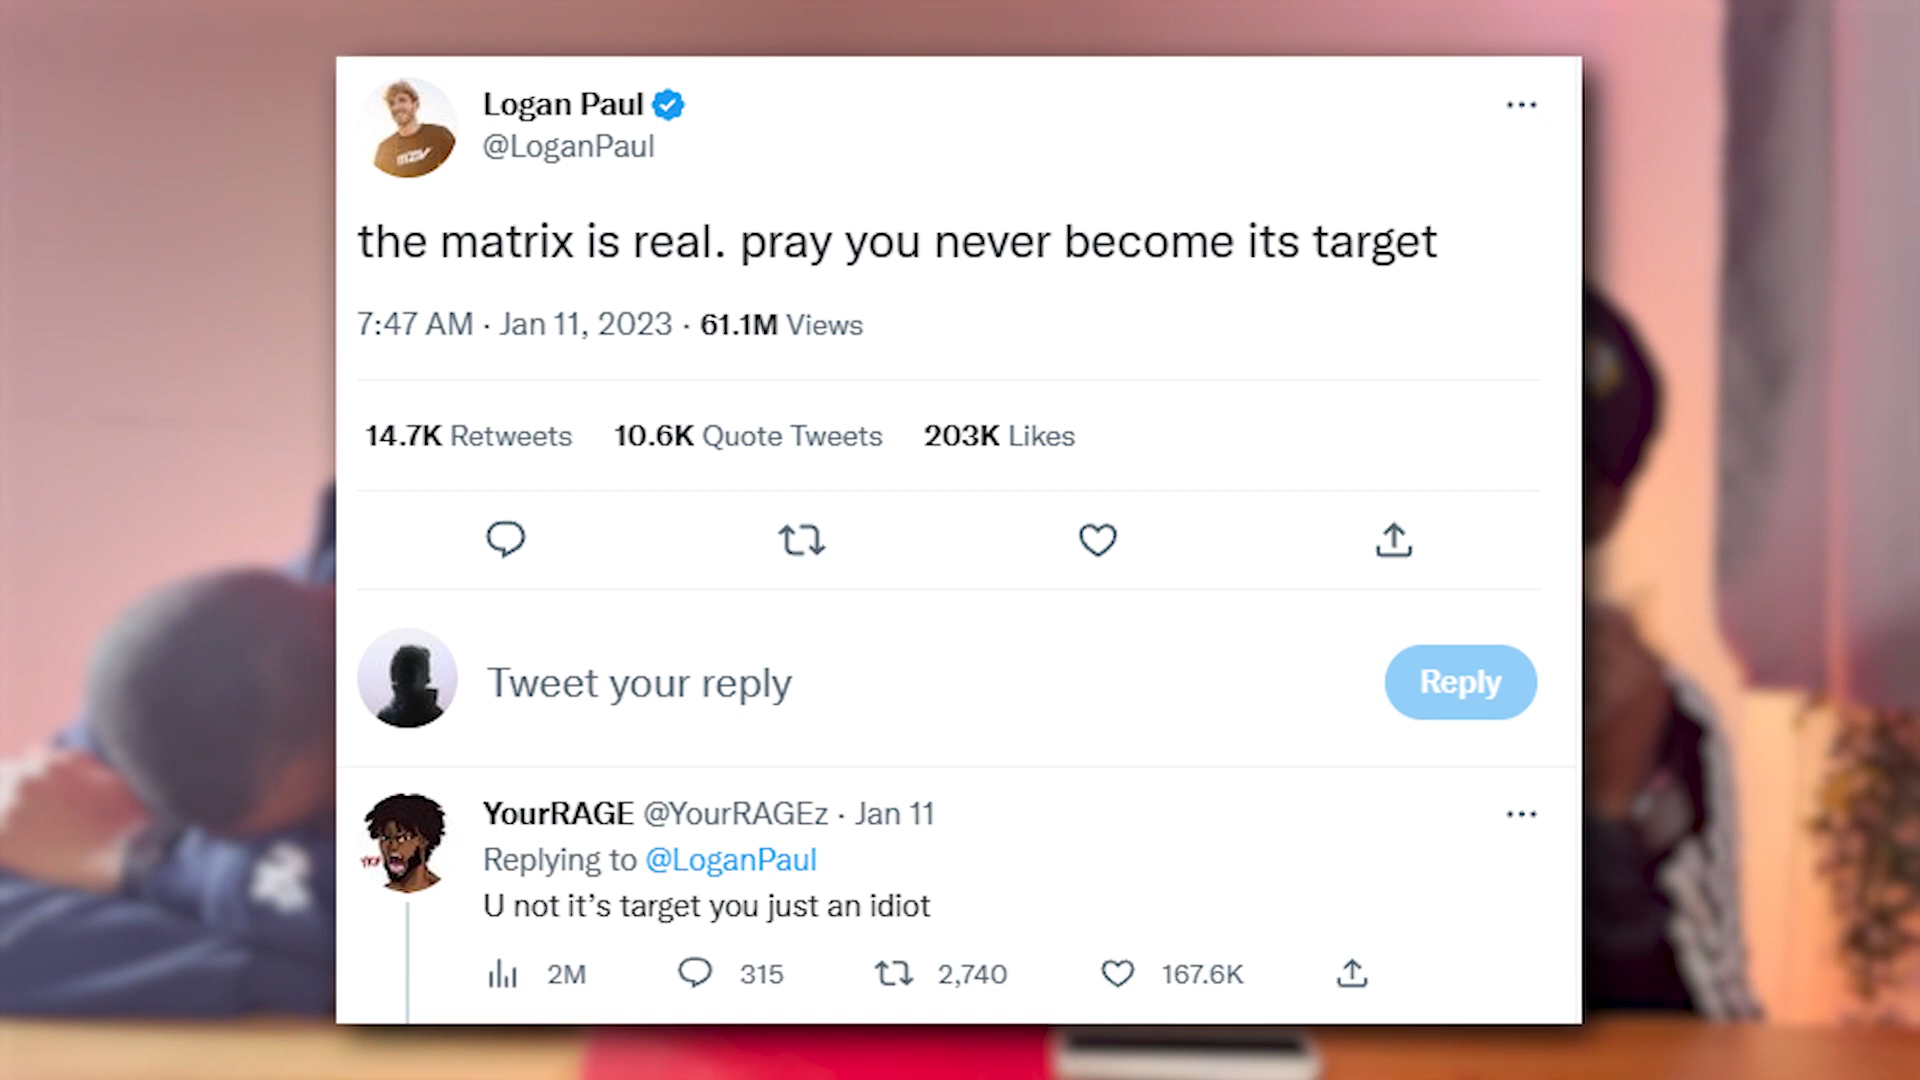 Logan Paul
@LoganPaul
the matrix is real. pray you never become its target
7:47 AM · Jan 11, 2023 · 61.1M Views
14.7K Retweets 10.6K Quote Tweets 203K Likes
Tweet your reply
Reply
YourRAGE @YourRAGEz · Jan 11
Replying to @LoganPaul
U not it’s target you just an idiot
2M 315 2,740 167.6K